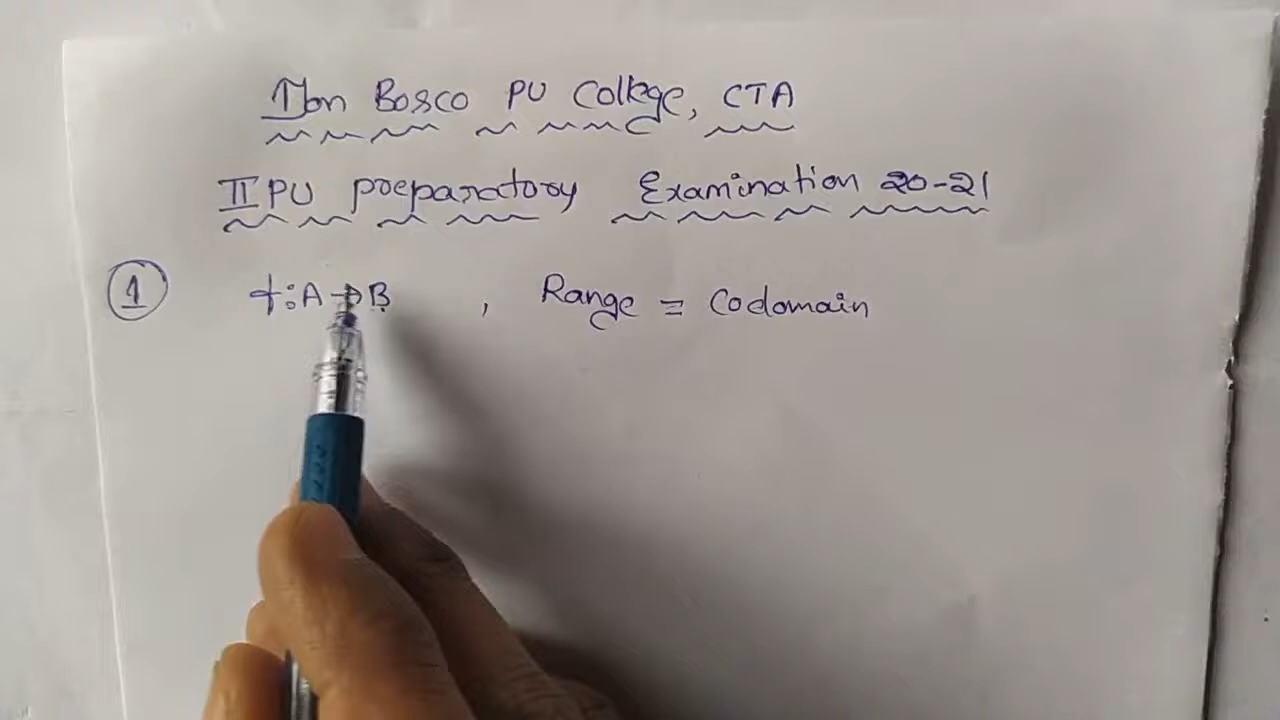 Don Bosco PU College, CTA
II PU preparatory Examination 20-21
1 f: A → B , Range = Codomain